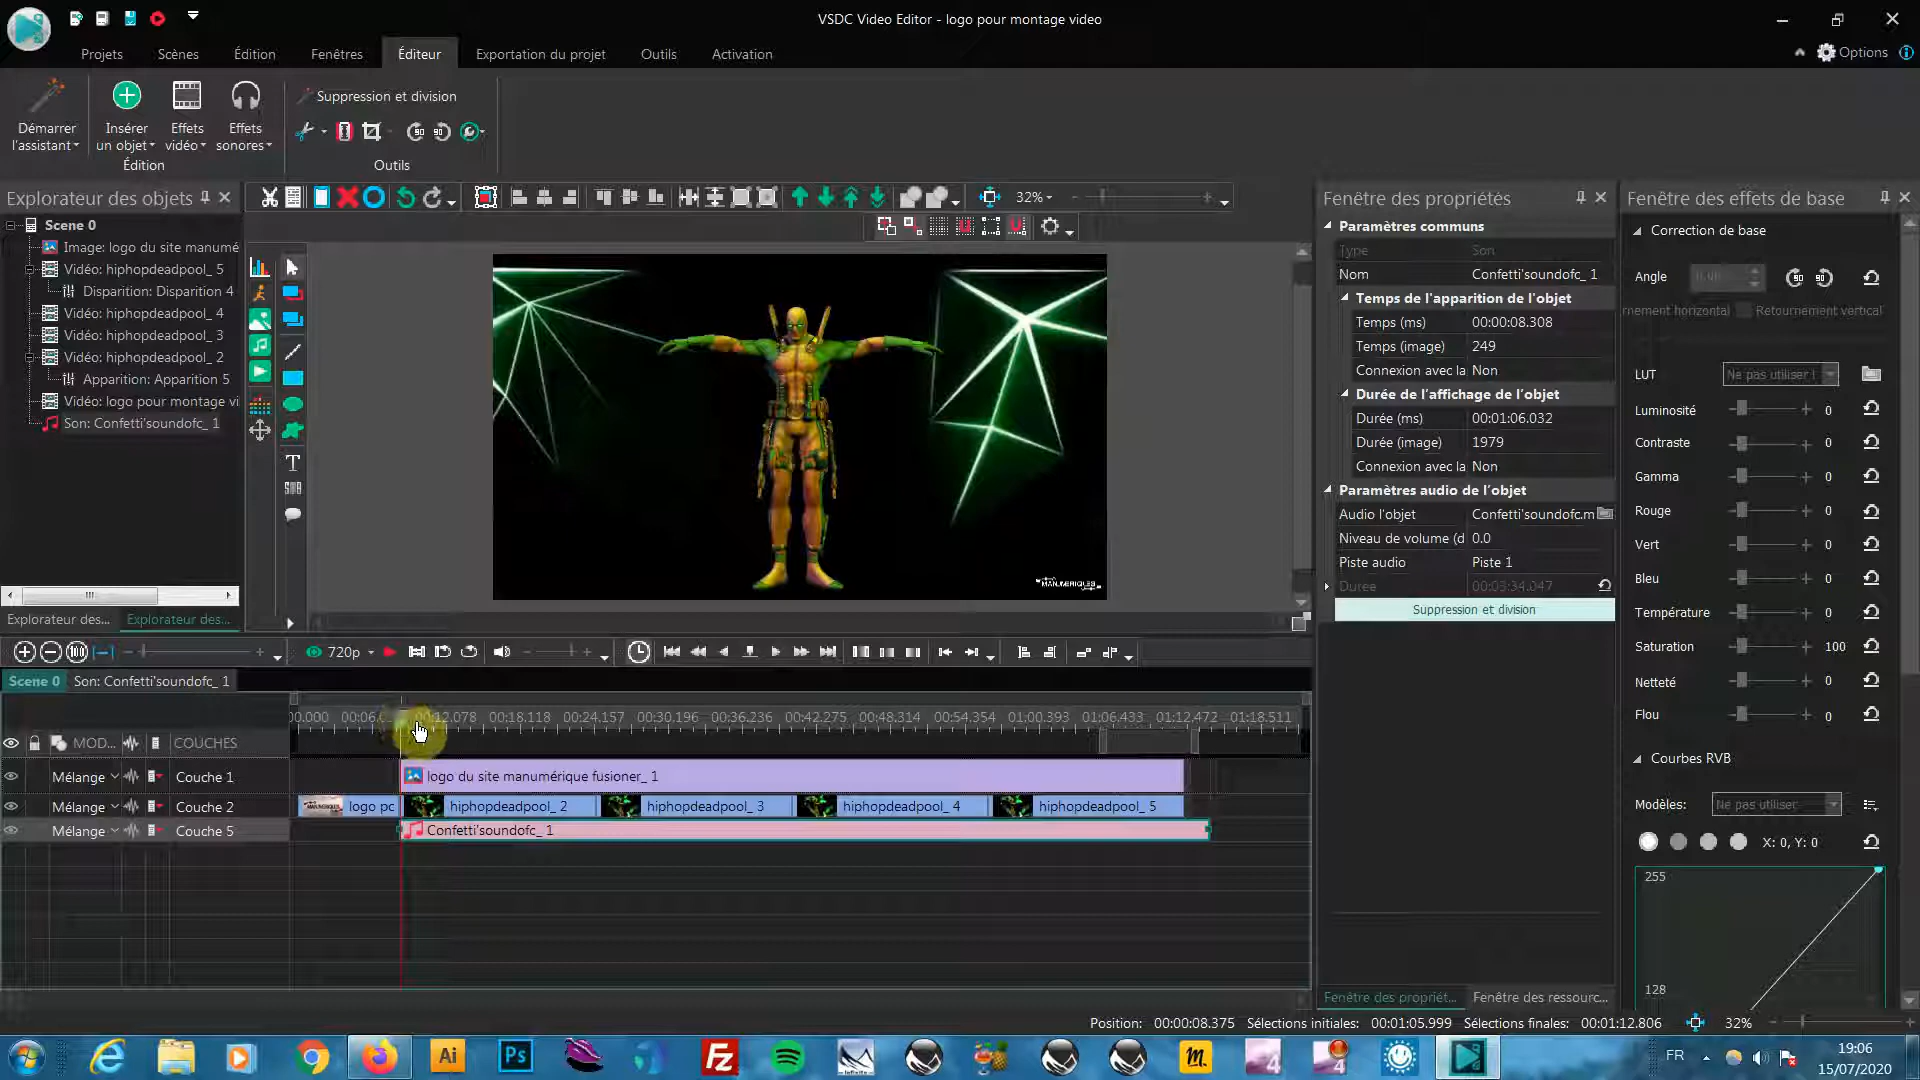 VSDC Video Editor - logo pour montage video
Projets Scènes Édition Fenêtres Éditeur Exportation du projet Outils Activation
Options
Suppression et division
Démarrer l'assistant
Insérer un objet
Effets vidéo
Effets sonores
Édition
Outils
Explorateur des objets
32%
Fenêtre des propriétés
Fenêtre des effets de base
Scene 0
Image: logo du site manumé
Vidéo: hiphopdeadpool_ 5
Disparition: Disparition 4
Vidéo: hiphopdeadpool_ 4
Vidéo: hiphopdeadpool_ 3
Vidéo: hiphopdeadpool_ 2
Apparition: Apparition 5
Vidéo: logo pour montage vi
Son: Confetti'soundofc_ 1
Explorateur des... Explorateur des...
MANUMERIQUES
Paramètres communs
Type Son
Nom Confetti'soundofc_ 1
Temps de l'apparition de l'objet
Temps (ms) 00:00:08.308
Temps (image) 249
Connexion avec la Non
Durée de l'affichage de l'objet
Durée (ms) 00:01:06.032
Durée (image) 1979
Connexion avec la Non
Paramètres audio de l'objet
Audio l'objet Confetti'soundofc.m
Niveau de volume (d 0.0
Piste audio Piste 1
Durée 00:03:34.047
Suppression et division
Correction de base
Angle
rnement horizontal Retournement vertical
LUT Ne pas utiliser l
Luminosité 0
Contraste 0
Gamma 0
Rouge 0
Vert 0
Bleu 0
Température 0
Saturation 100
Netteté 0
Flou 0
Courbes RVB
Modèles: Ne pas utiliser
X: 0, Y: 0
255
128
720p
Scene 0 Son: Confetti'soundofc_ 1
00.000 00:06. 00:12.078 00:18.118 00:24.157 00:30.196 00:36.236 00:42.275 00:48.314 00:54.354 01:00.393 01:06.433 01:12.472 01:18.511
MOD... COUCHES
Mélange Couche 1
logo du site manumérique fusioner_ 1
Mélange Couche 2
logo pc hiphopdeadpool_ 2 hiphopdeadpool_ 3 hiphopdeadpool_ 4 hiphopdeadpool_ 5
Mélange Couche 5
Confetti'soundofc_ 1
Fenêtre des propriét... Fenêtre des ressourc...
Position: 00:00:08.375 Sélections initiales: 00:01:05.999 Sélections finales: 00:01:12.806 32%
Ai Ps Fz m. 4 4
FR
19:06
15/07/2020